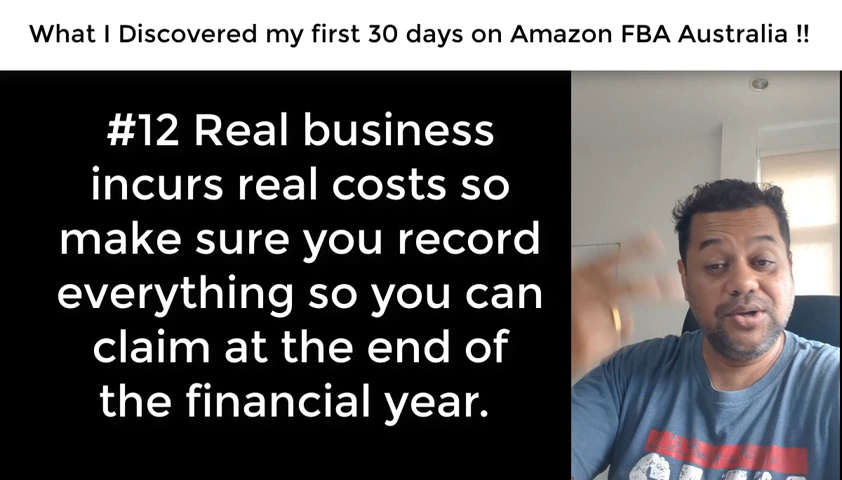 What I Discovered my first 30 days on Amazon FBA Australia !!
#12 Real business
incurs real costs so
make sure you record
everything so you can
claim at the end of
the financial year.